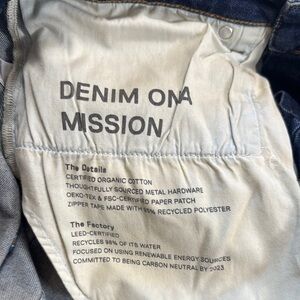 DENIM ON A
MISSION
The Details
CERTIFIED ORGANIC COTTON
THOUGHTFULLY SOURCED METAL HARDWARE
OEKO-TEX & FSC-CERTIFIED PAPER PATCH
ZIPPER TAPE MADE WITH 95% RECYCLED POLYESTER
The Factory
LEED-CERTIFIED
RECYCLES 98% OF ITS WATER
FOCUSED ON USING RENEWABLE ENERGY SOURCES
COMMITTED TO BEING CARBON NEUTRAL BY 2023